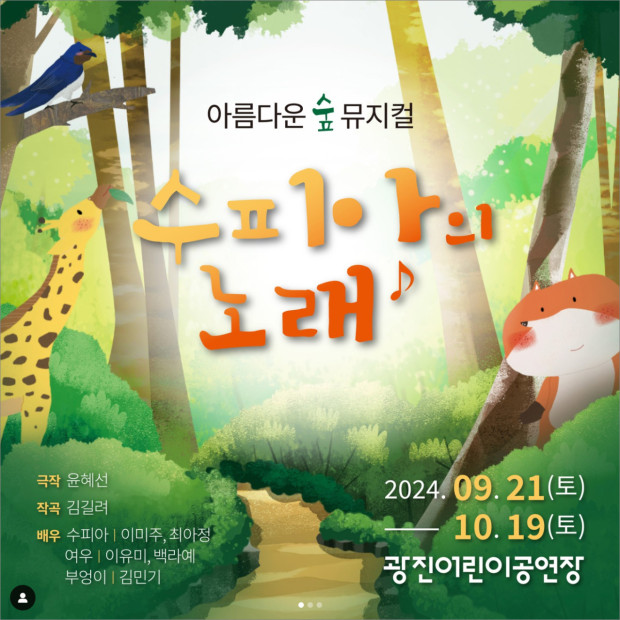 아름다운 숲 뮤지컬
수피아의
노래
극작 윤혜선
작곡 김길려
배우 수피아 | 이미주, 최아정
여우 | 이유미, 백라예
부엉이 | 김민기
2024. 09. 21(토)
10. 19(토)
광진어린이공연장